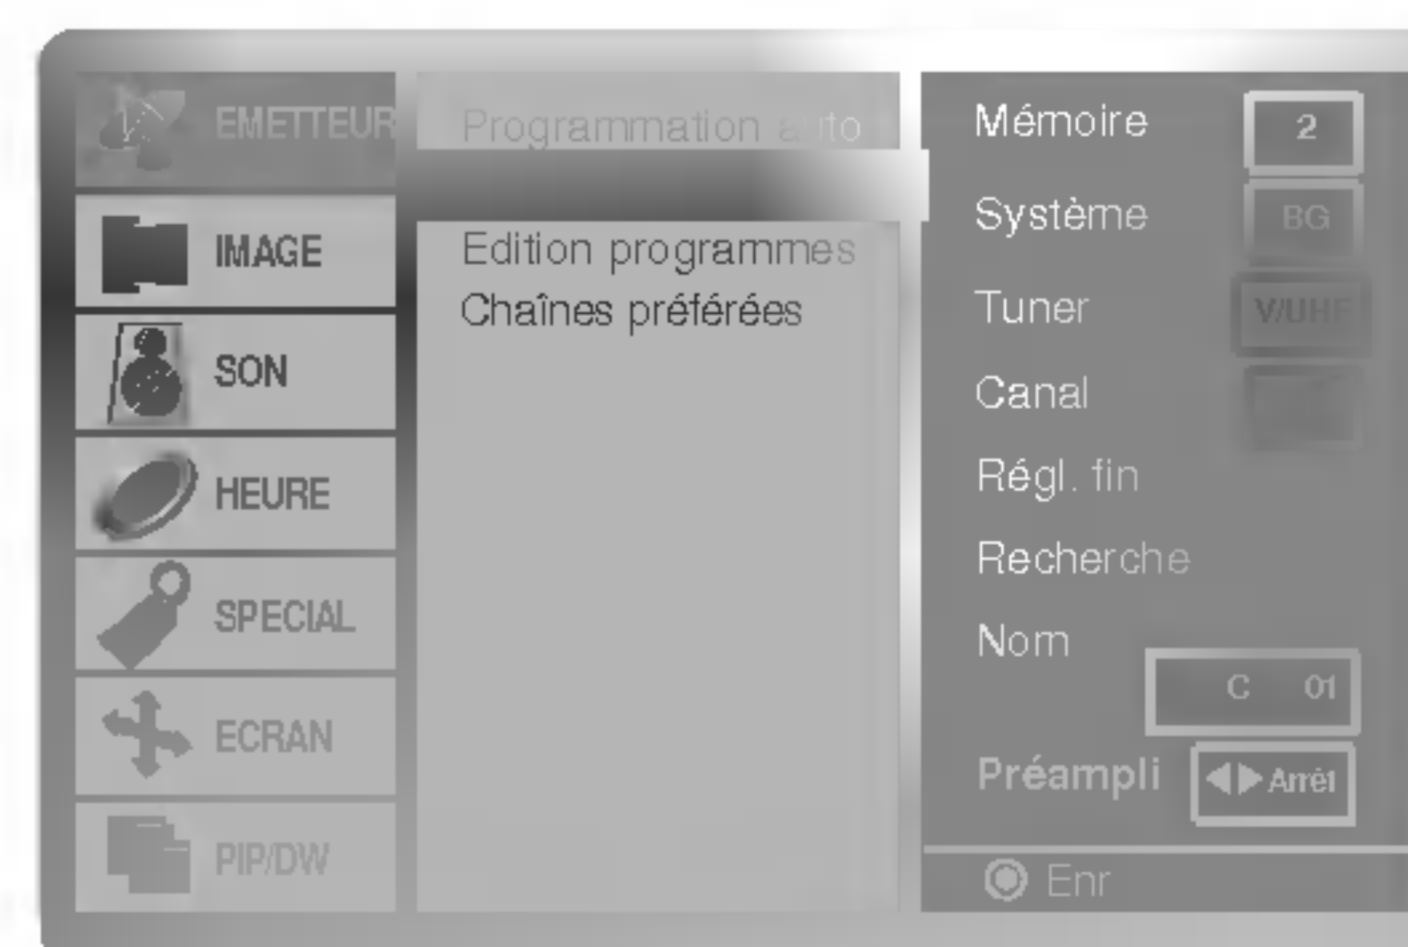 EMETTEUR
IMAGE
SON
HEURE
SPECIAL
ECRAN
PIP/DW
Programmation auto
Edition programmes
Chaînes préférées
Mémoire 2
Système BG
Tuner V/UHF
Canal
Régl. fin
Recherche
Nom
C 01
Préampli ◀▶ Arrêt
Enr